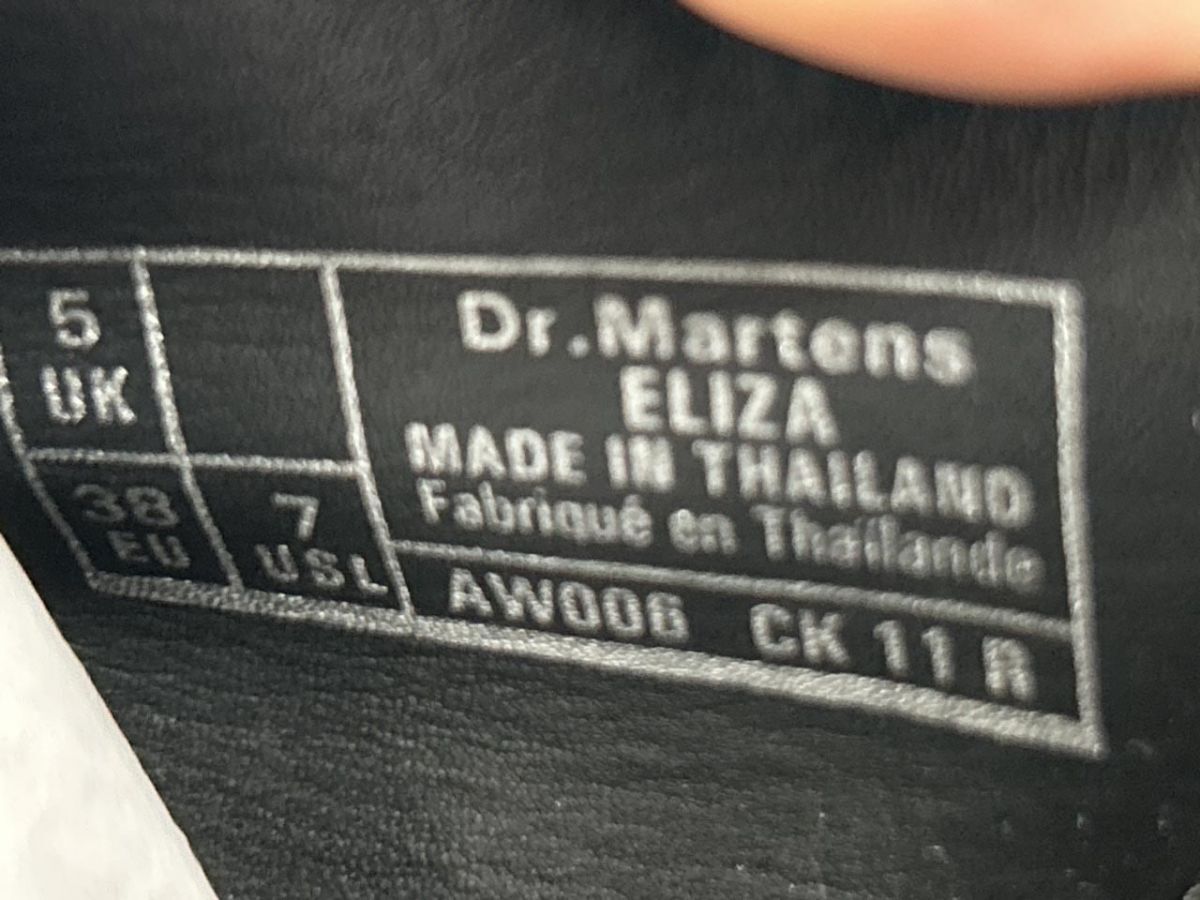 5
UK
38
EU
7
USL
Dr.Martens
ELIZA
MADE IN THAILAND
Fabriqué en Thaïlande
AW006 CK 11 R